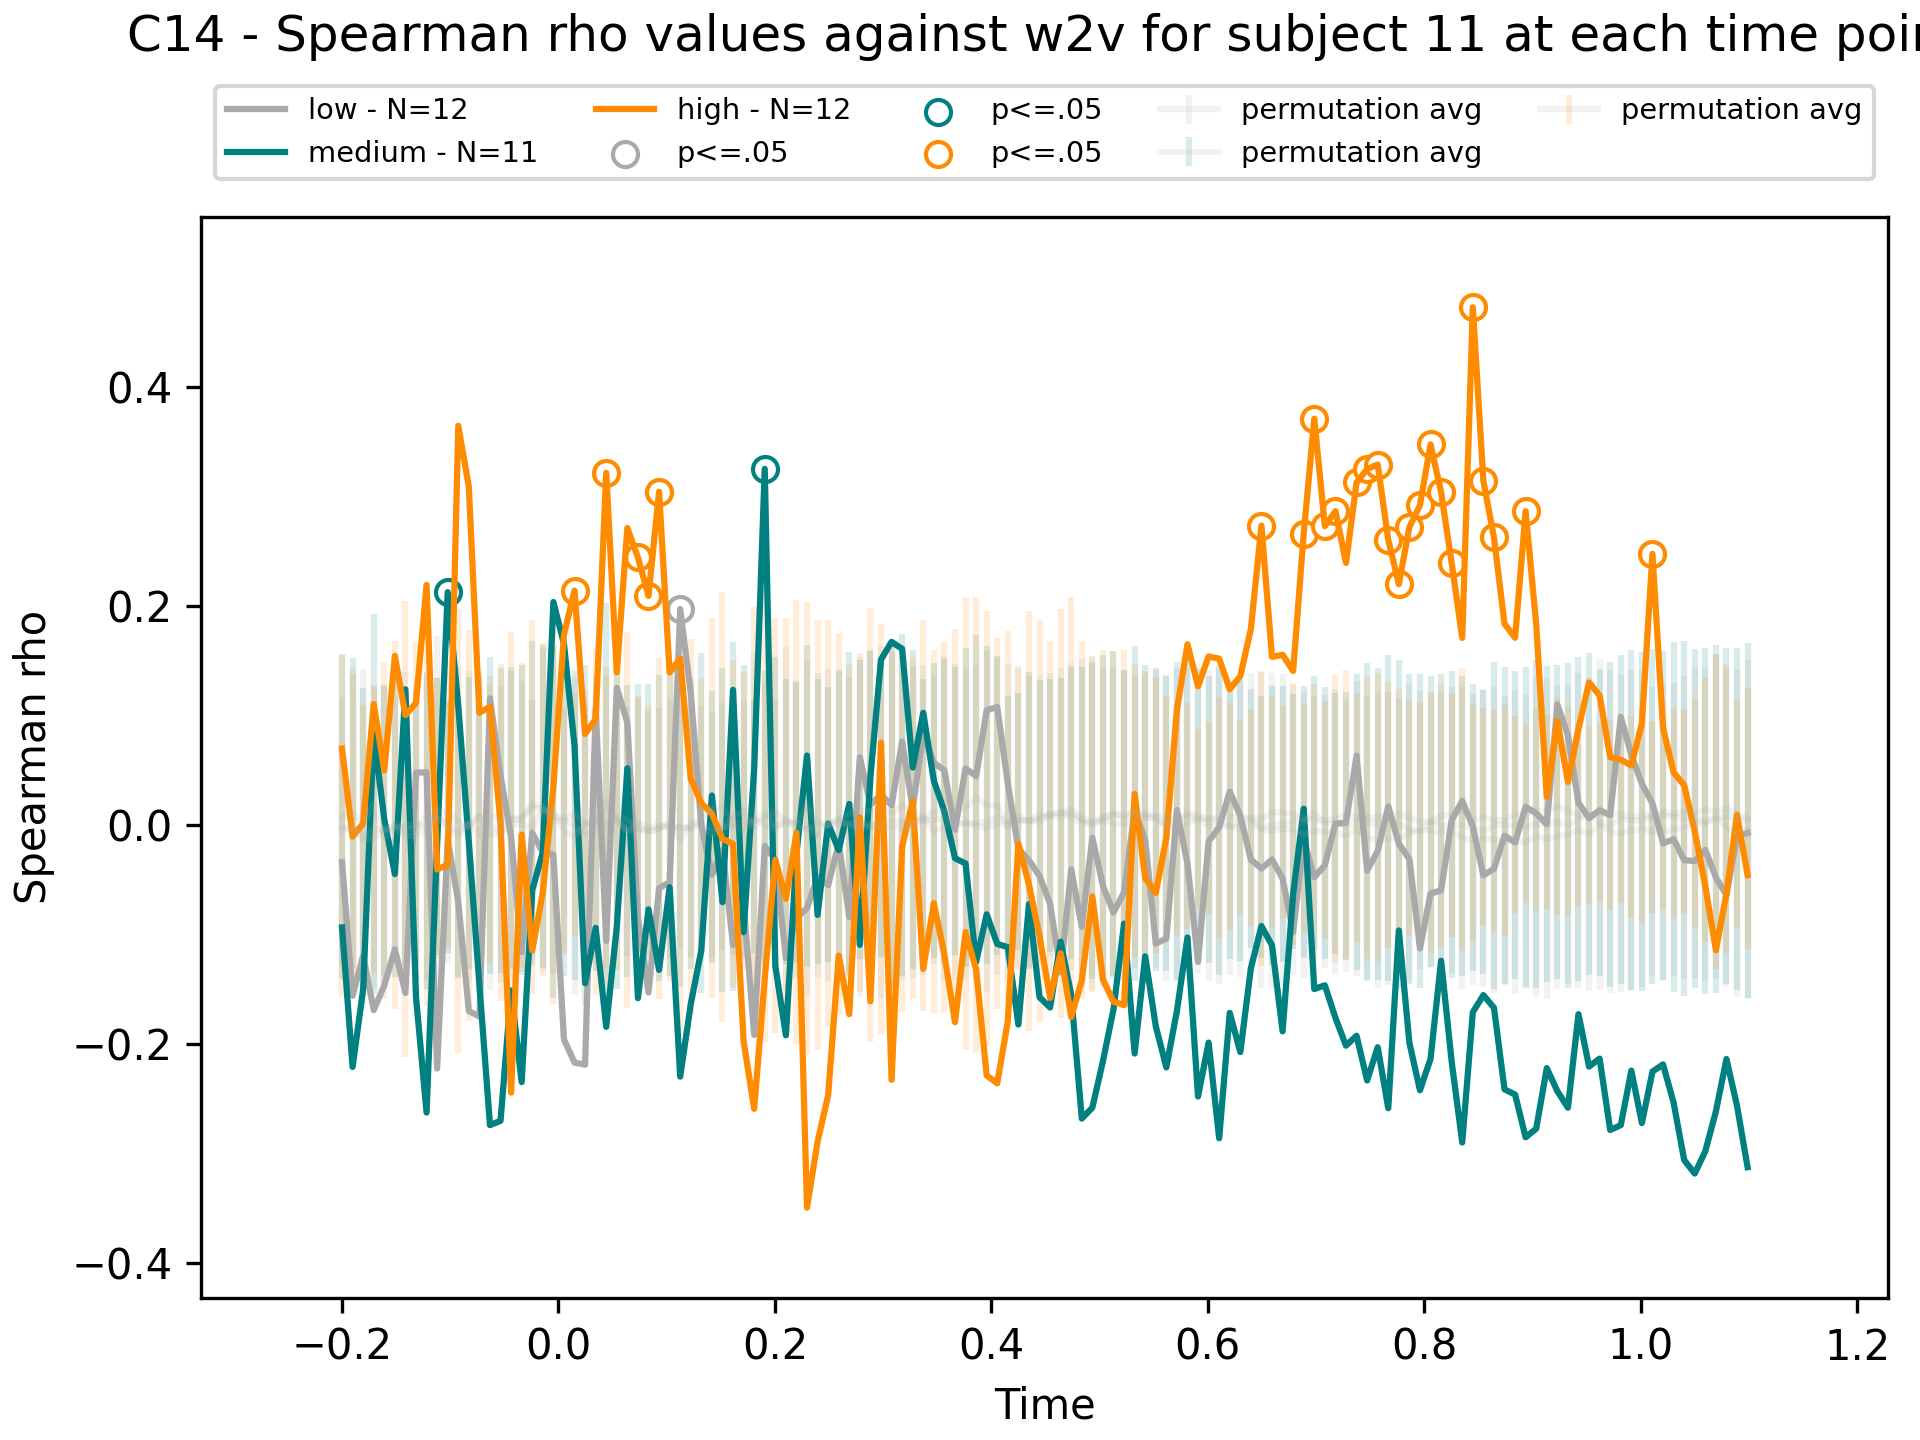 C14 - Spearman rho values against w2v for subject 11 at each time
low - N=12 high - N=12 p<=.05 permutation avg permutation avg
medium - N=11 p<=.05 p<=.05 permutation avg
0.4
0.2
0.0
−0.2
−0.4
Spearman rho
−0.2 0.0 0.2 0.4 0.6 0.8 1.0 1.2
Time